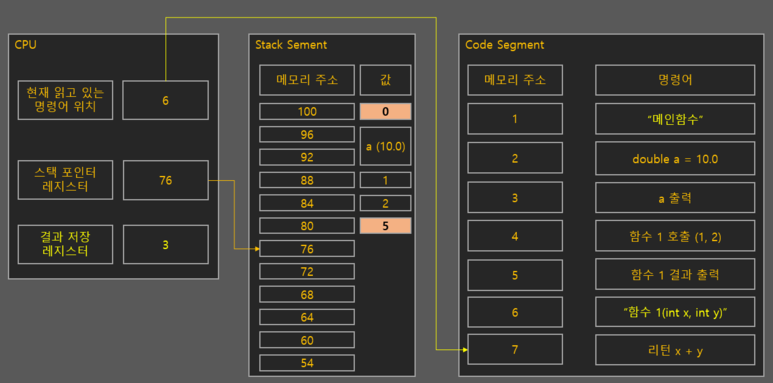 CPU
현재 읽고 있는
명령어 위치
6
스택 포인터
레지스터
76
결과 저장
레지스터
3
Stack Sement
메모리 주소
값
100
0
96
a (10.0)
92
88
1
84
2
80
5
76
72
68
64
60
54
Code Segment
메모리 주소
명령어
1
"메인함수"
2
double a = 10.0
3
a 출력
4
함수 1 호출 (1, 2)
5
함수 1 결과 출력
6
"함수 1(int x, int y)"
7
리턴 x + y